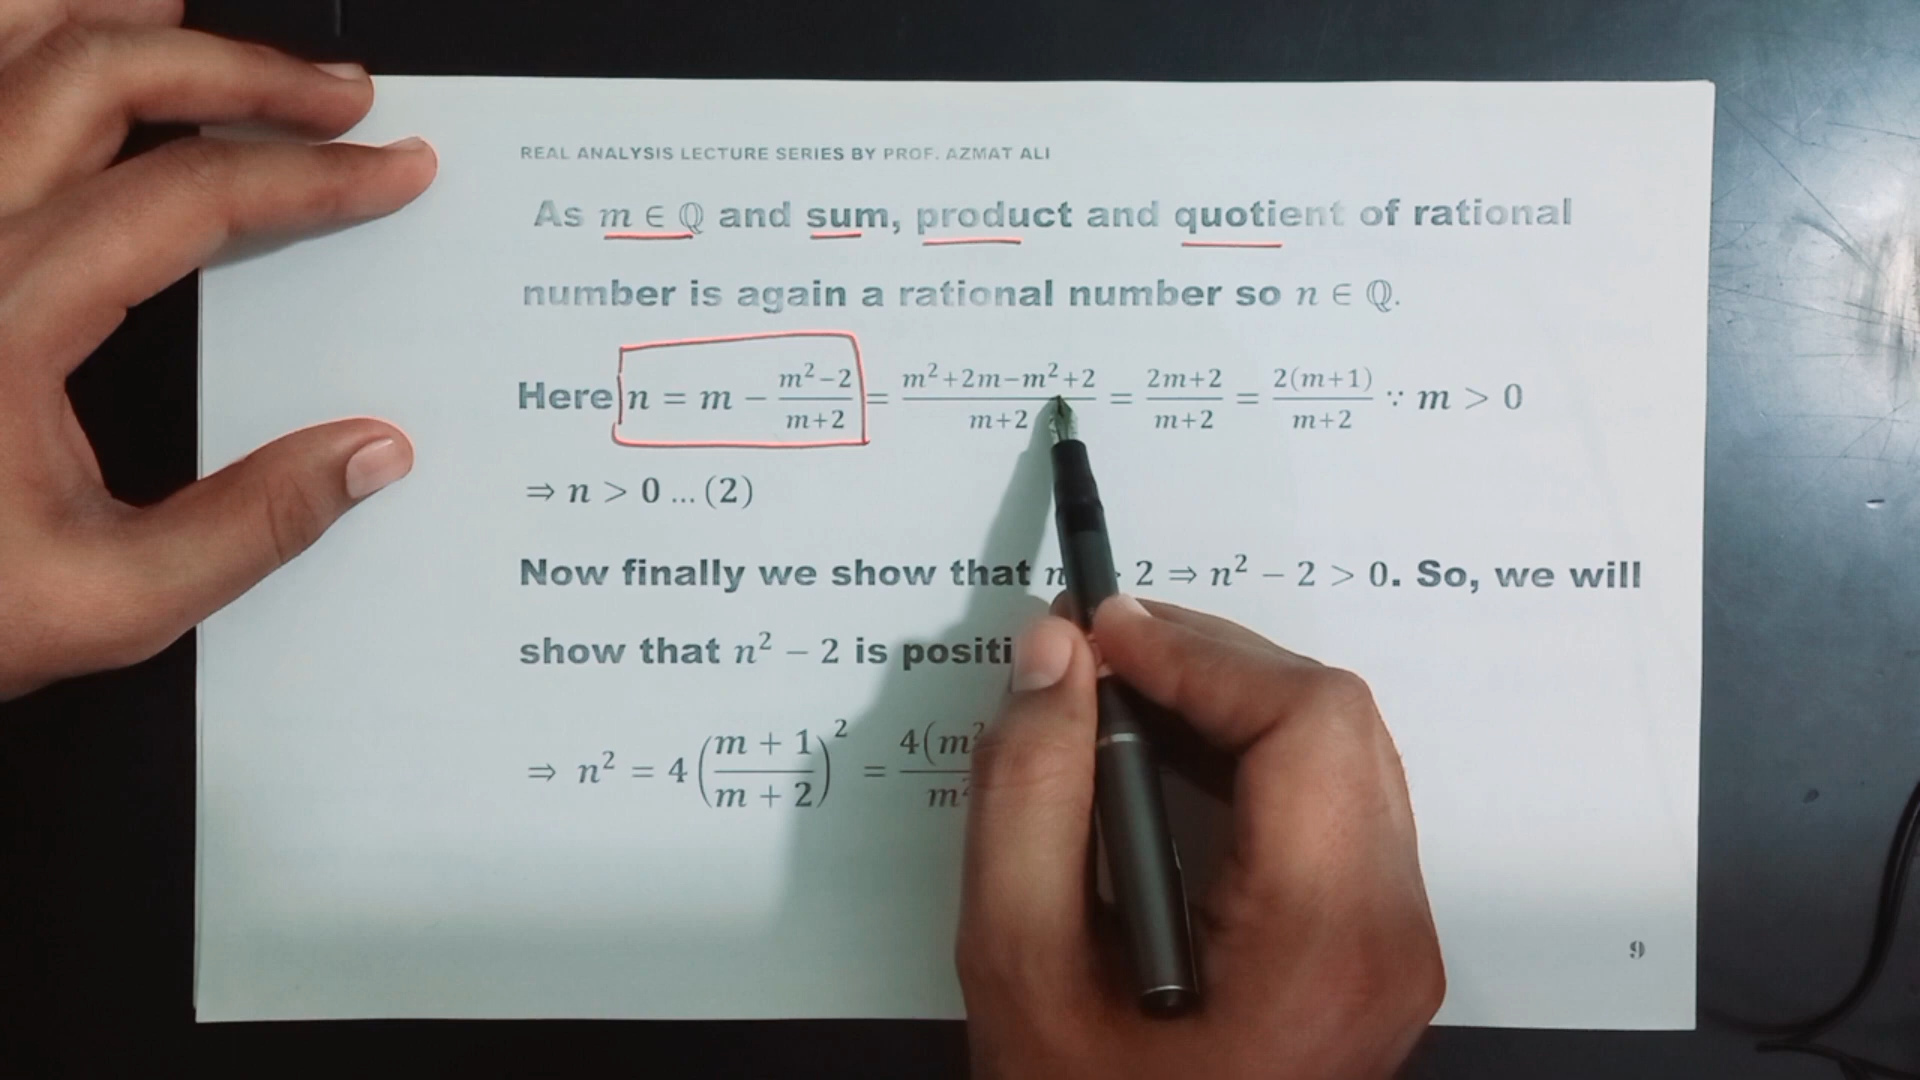 REAL ANALYSIS LECTURE SERIES BY PROF. AZMAT ALI
As m ∈ ℚ and sum, product and quotient of rational
number is again a rational number so n ∈ ℚ.
Here n = m − (m²−2)/(m+2) = (m²+2m−m²+2)/(m+2) = (2m+2)/(m+2) = 2(m+1)/(m+2) ∵ m > 0
⇒ n > 0 … (2)
Now finally we show that n 2 ⇒ n² − 2 > 0. So, we will
show that n² − 2 is
⇒ n² = 4((m + 1)/(m + 2))² = 4(m²
9